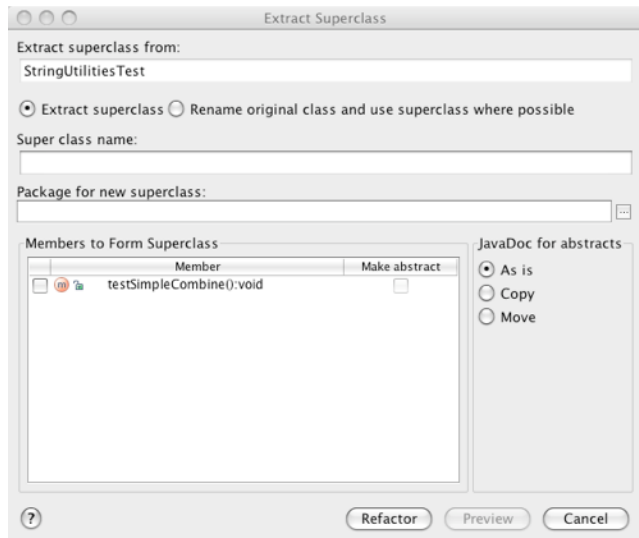 Extract Superclass
Extract superclass from:
StringUtilitiesTest
Extract superclass Rename original class and use superclass where possible
Super class name:
Package for new superclass:
...
Members to Form Superclass
Member Make abstract
m testSimpleCombine():void
JavaDoc for abstracts
As is
Copy
Move
? Refactor Preview Cancel